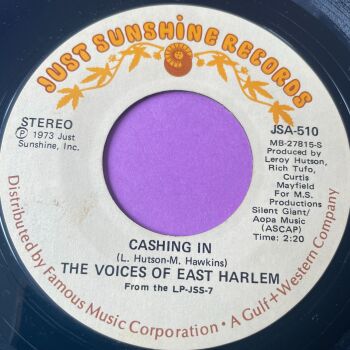 JUST SUNSHINE RECORDS
STEREO
℗ 1973 Just
Sunshine, Inc.
JSA-510
MB-27815-S
Produced by
Leroy Hutson,
Rich Tufo,
Curtis
Mayfield
For M.S.
Productions
Silent Giant/
Aopa Music
(ASCAP)
Time: 2:20
CASHING IN
(L. Hutson-M. Hawkins)
THE VOICES OF EAST HARLEM
From the LP-JSS-7
Distributed by Famous Music Corporation • A Gulf + Western Company